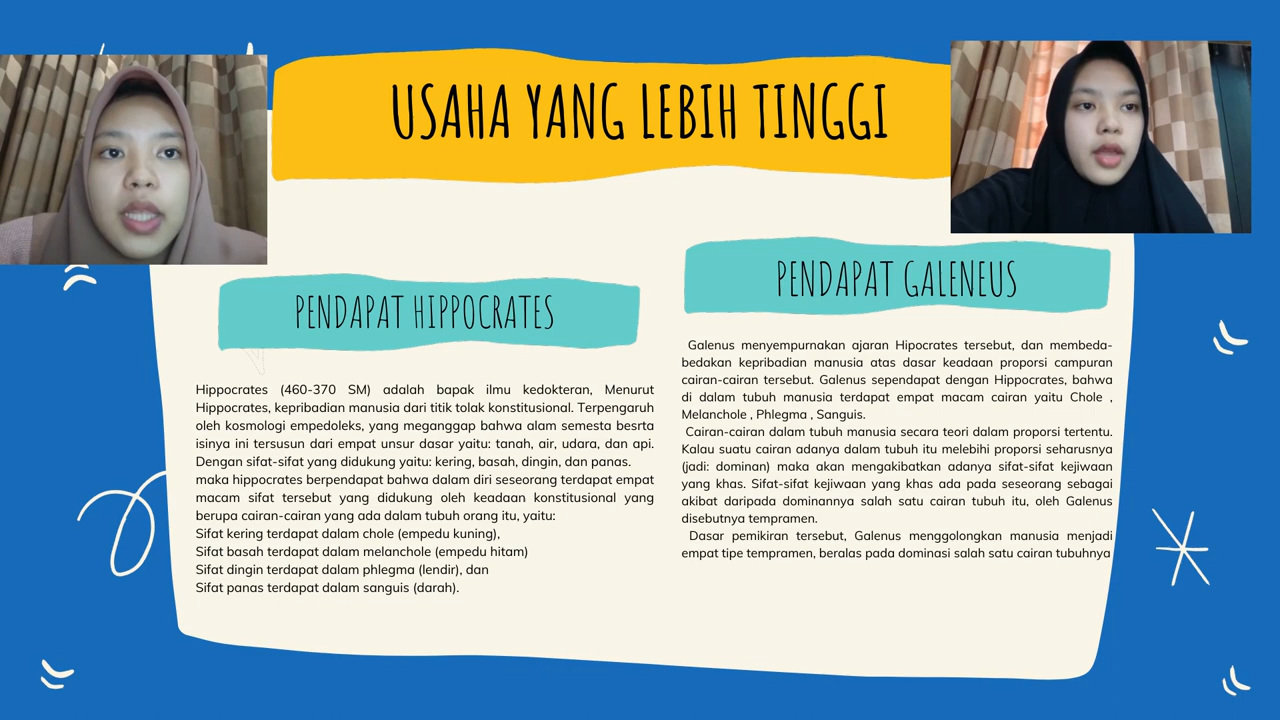 USAHA YANG LEBIH TINGGI
PENDAPAT HIPPOCRATES
Hippocrates (460-370 SM) adalah bapak ilmu kedokteran, Menurut
Hippocrates, kepribadian manusia dari titik tolak konstitusional. Terpengaruh
oleh kosmologi empedoleks, yang meganggap bahwa alam semesta besrta
isinya ini tersusun dari empat unsur dasar yaitu: tanah, air, udara, dan api.
Dengan sifat-sifat yang didukung yaitu: kering, basah, dingin, dan panas.
maka hippocrates berpendapat bahwa dalam diri seseorang terdapat empat
macam sifat tersebut yang didukung oleh keadaan konstitusional yang
berupa cairan-cairan yang ada dalam tubuh orang itu, yaitu:
Sifat kering terdapat dalam chole (empedu kuning),
Sifat basah terdapat dalam melanchole (empedu hitam)
Sifat dingin terdapat dalam phlegma (lendir), dan
Sifat panas terdapat dalam sanguis (darah).
PENDAPAT GALENEUS
Galenus menyempurnakan ajaran Hipocrates tersebut, dan membeda-
bedakan kepribadian manusia atas dasar keadaan proporsi campuran
cairan-cairan tersebut. Galenus sependapat dengan Hippocrates, bahwa
di dalam tubuh manusia terdapat empat macam cairan yaitu Chole ,
Melanchole , Phlegma , Sanguis.
Cairan-cairan dalam tubuh manusia secara teori dalam proporsi tertentu.
Kalau suatu cairan adanya dalam tubuh itu melebihi proporsi seharusnya
(jadi: dominan) maka akan mengakibatkan adanya sifat-sifat kejiwaan
yang khas. Sifat-sifat kejiwaan yang khas ada pada seseorang sebagai
akibat daripada dominannya salah satu cairan tubuh itu, oleh Galenus
disebutnya tempramen.
Dasar pemikiran tersebut, Galenus menggolongkan manusia menjadi
empat tipe tempramen, beralas pada dominasi salah satu cairan tubuhnya